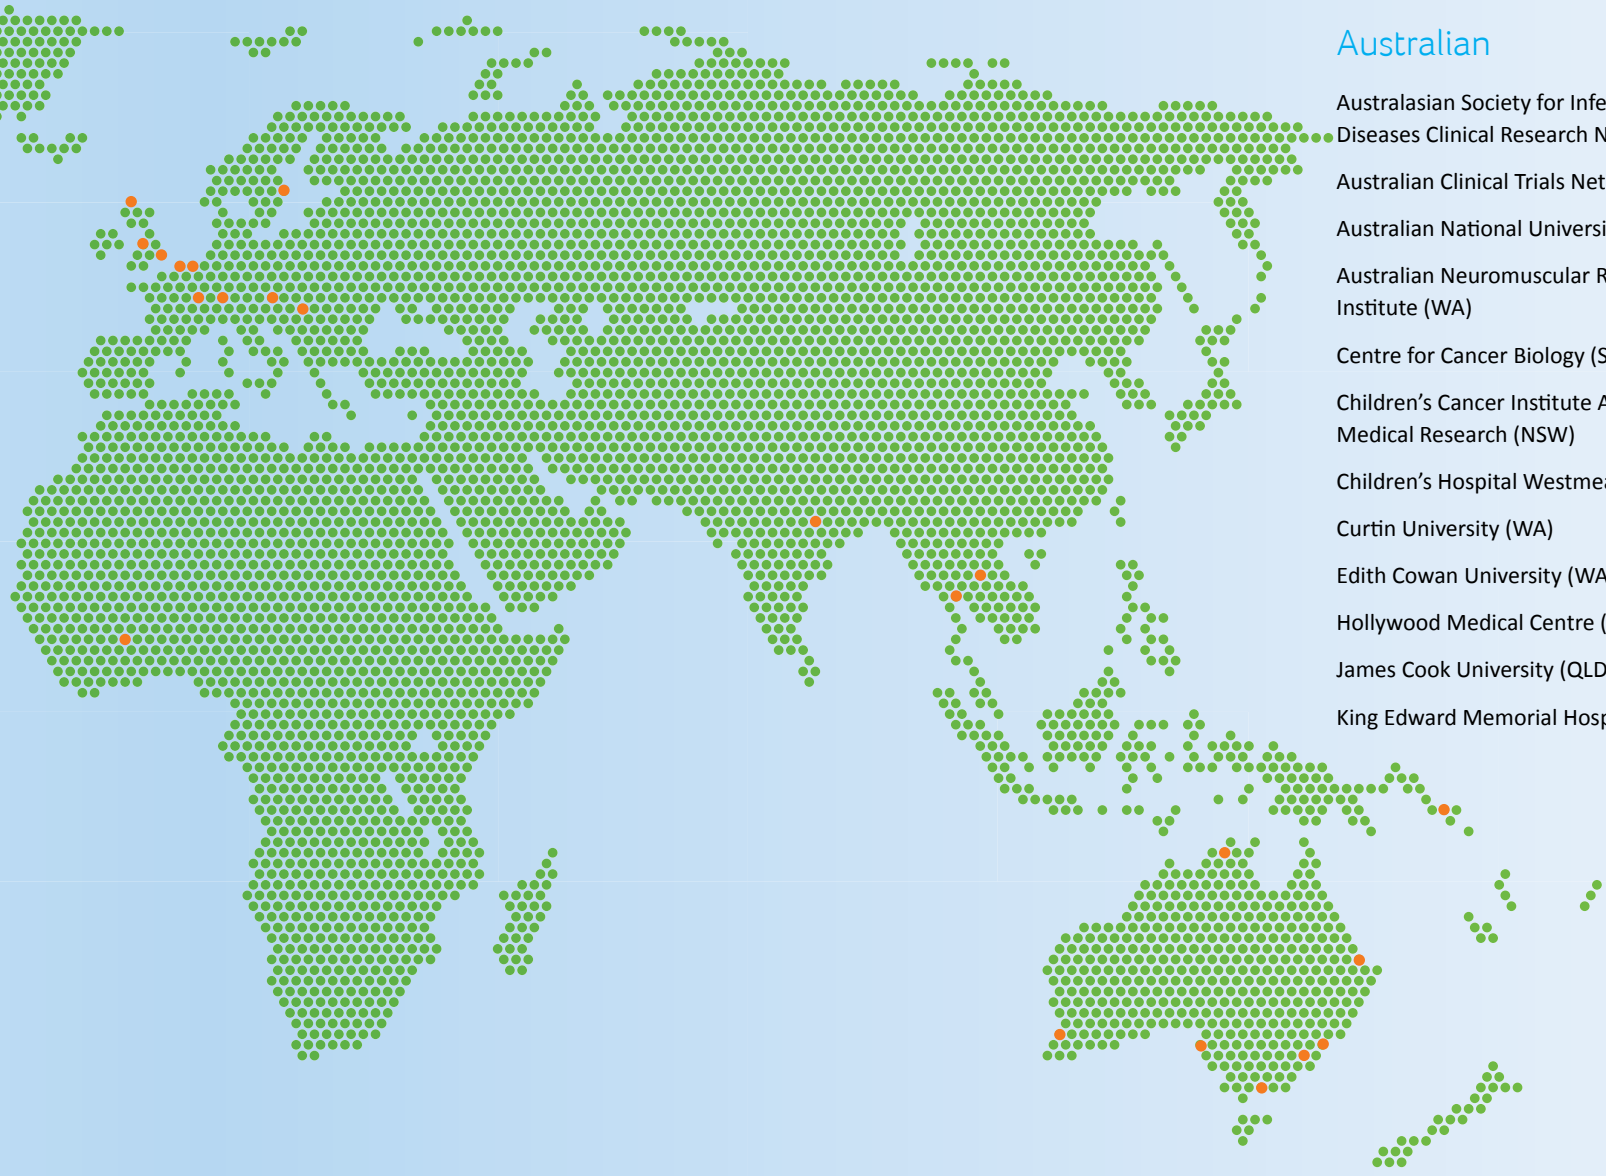 Australian
Australasian Society for Infe
Diseases Clinical Research N
Australian Clinical Trials Net
Australian National Universi
Australian Neuromuscular R
Institute (WA)
Centre for Cancer Biology (S
Children’s Cancer Institute A
Medical Research (NSW)
Children’s Hospital Westmea
Curtin University (WA)
Edith Cowan University (WA
Hollywood Medical Centre (
James Cook University (QLD
King Edward Memorial Hosp